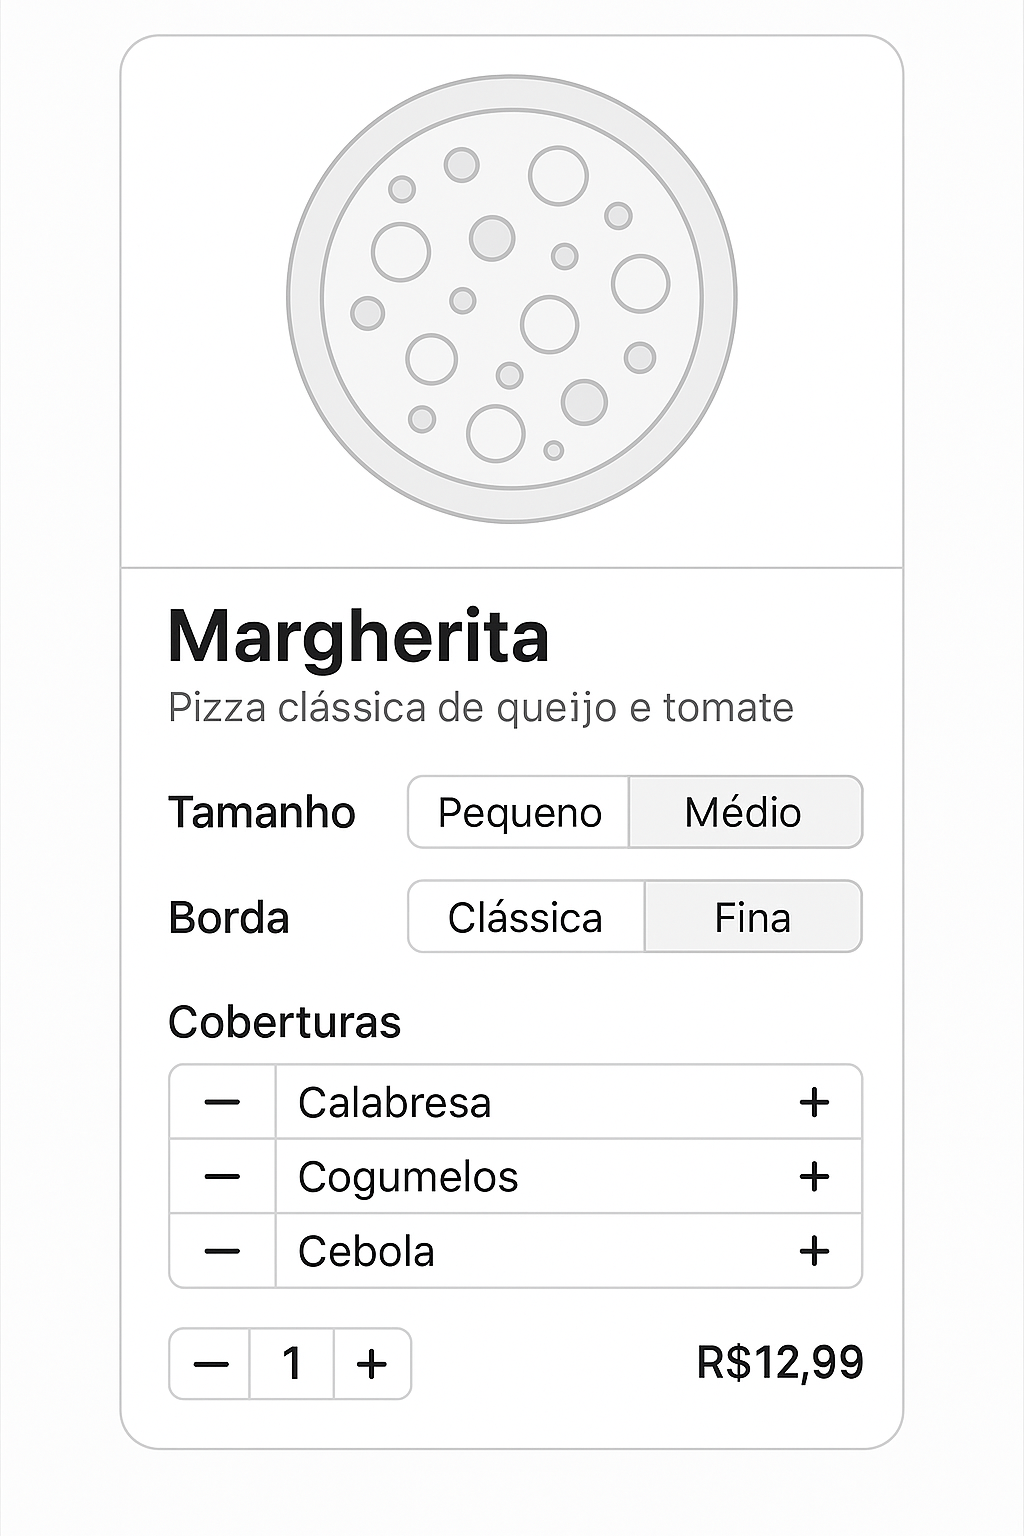 Margherita
Pizza clássica de queijo e tomate
Tamanho Pequeno Médio
Borda Clássica Fina
Coberturas
— Calabresa +
— Cogumelos +
— Cebola +
— 1 + R$12,99